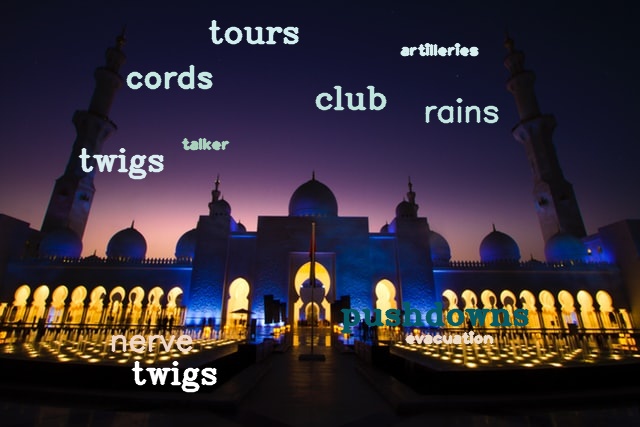 tours
artilleries
cords
club
rains
talker
twigs
pushdowns
evacuation
nerve
twigs